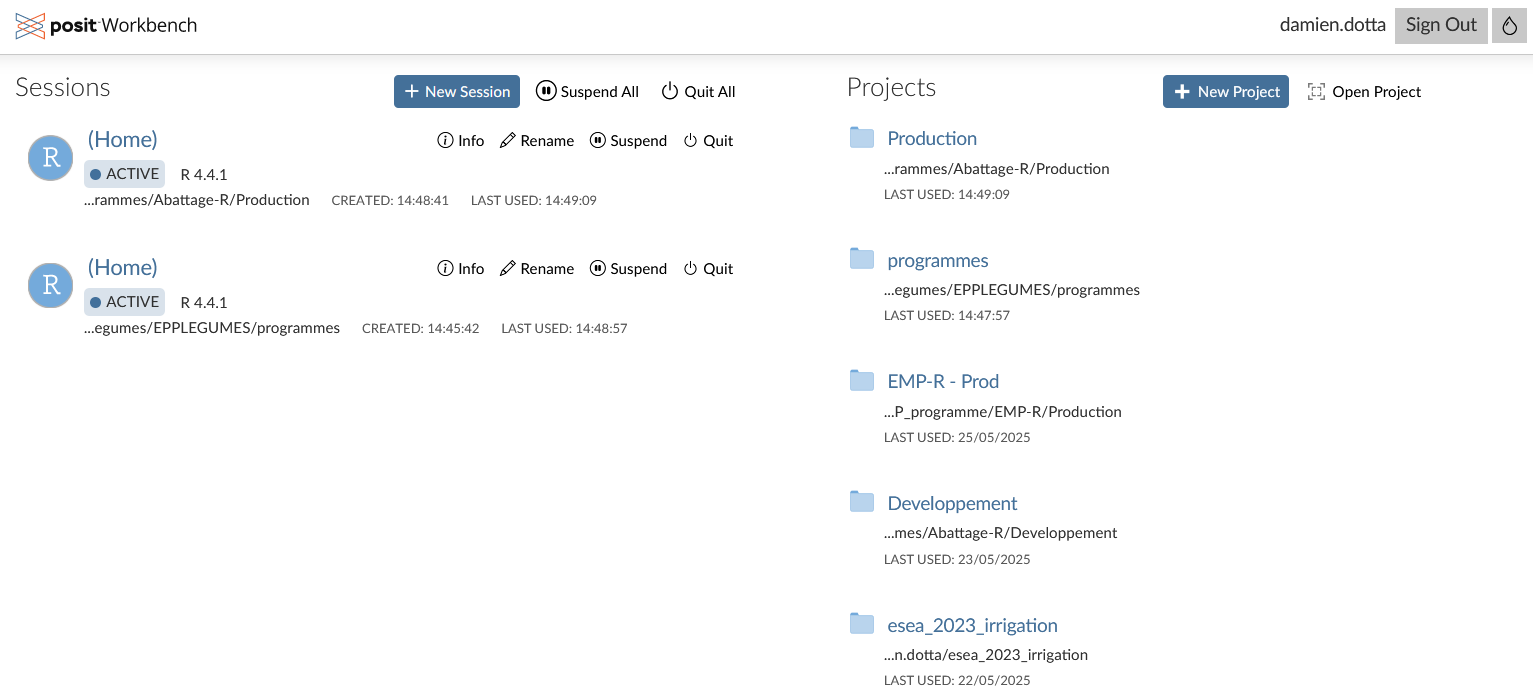 posit Workbench
damien.dotta Sign Out
Sessions
+ New Session Suspend All Quit All
R (Home)
Info Rename Suspend Quit
ACTIVE R 4.4.1
...rammes/Abattage-R/Production CREATED: 14:48:41 LAST USED: 14:49:09
R (Home)
Info Rename Suspend Quit
ACTIVE R 4.4.1
...egumes/EPPLEGUMES/programmes CREATED: 14:45:42 LAST USED: 14:48:57
Projects
+ New Project Open Project
Production
...rammes/Abattage-R/Production
LAST USED: 14:49:09
programmes
...egumes/EPPLEGUMES/programmes
LAST USED: 14:47:57
EMP-R - Prod
...P_programme/EMP-R/Production
LAST USED: 25/05/2025
Developpement
...mes/Abattage-R/Developpement
LAST USED: 23/05/2025
esea_2023_irrigation
...n.dotta/esea_2023_irrigation
LAST USED: 22/05/2025